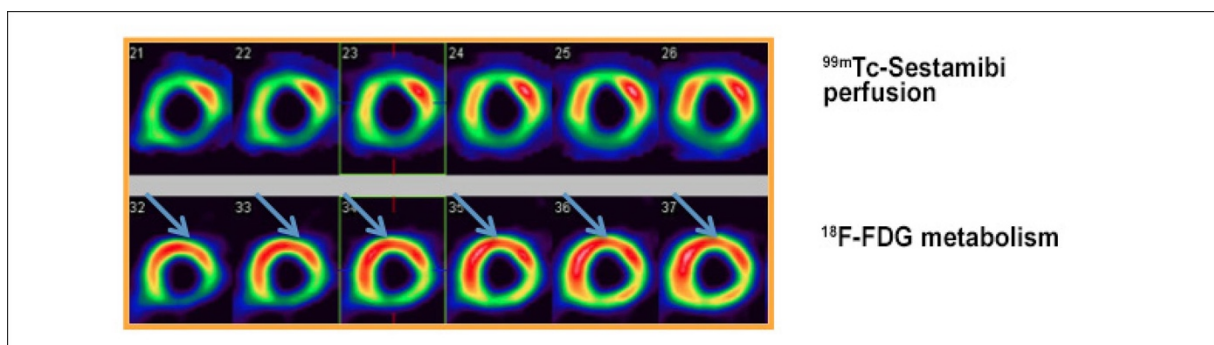 21 22 23 24 25 26
⁹⁹ᵐTc-Sestamibi
perfusion
32 33 34 35 36 37
¹⁸F-FDG metabolism